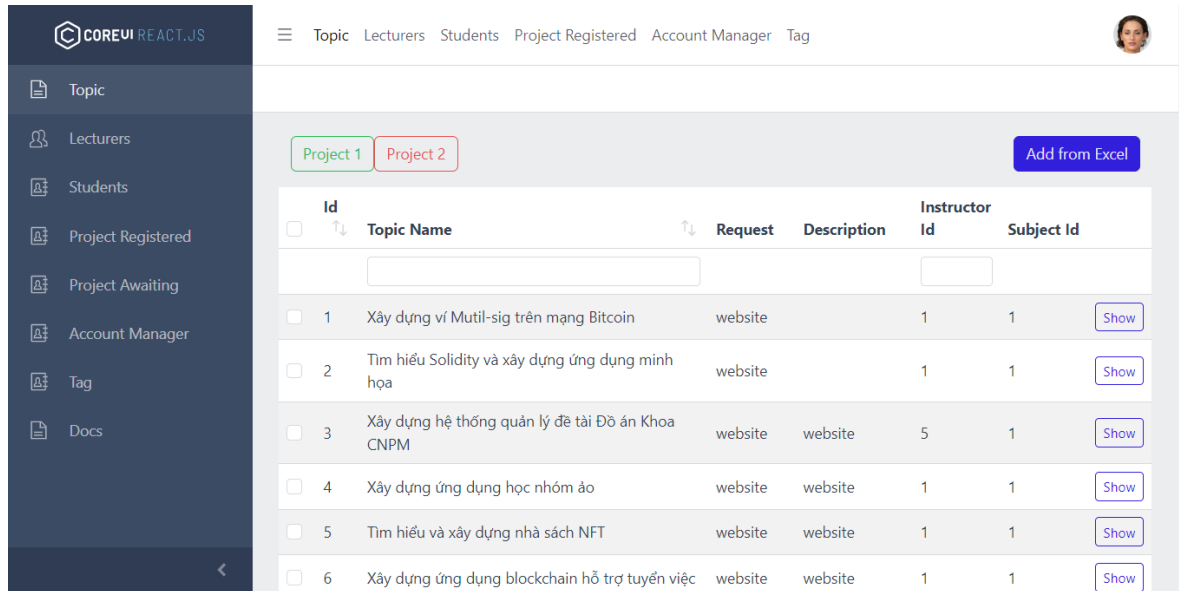 COREUI REACT.JS
Topic Lecturers Students Project Registered Account Manager Tag
Topic
Lecturers
Students
Project Registered
Project Awaiting
Account Manager
Tag
Docs
Project 1 Project 2 Add from Excel
Id Topic Name Request Description Instructor Id Subject Id
1 Xây dựng ví Mutil-sig trên mạng Bitcoin website 1 1 Show
2 Tìm hiểu Solidity và xây dựng ứng dụng minh
họa website 1 1 Show
3 Xây dựng hệ thống quản lý đề tài Đồ án Khoa
CNPM website website 5 1 Show
4 Xây dựng ứng dụng học nhóm ảo website website 1 1 Show
5 Tìm hiểu và xây dựng nhà sách NFT website website 1 1 Show
6 Xây dựng ứng dụng blockchain hỗ trợ tuyển việc website website 1 1 Show